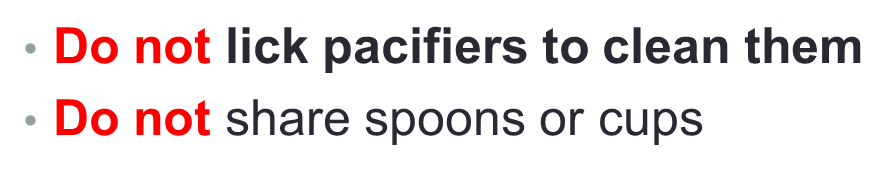 • Do not lick pacifiers to clean them
• Do not share spoons or cups